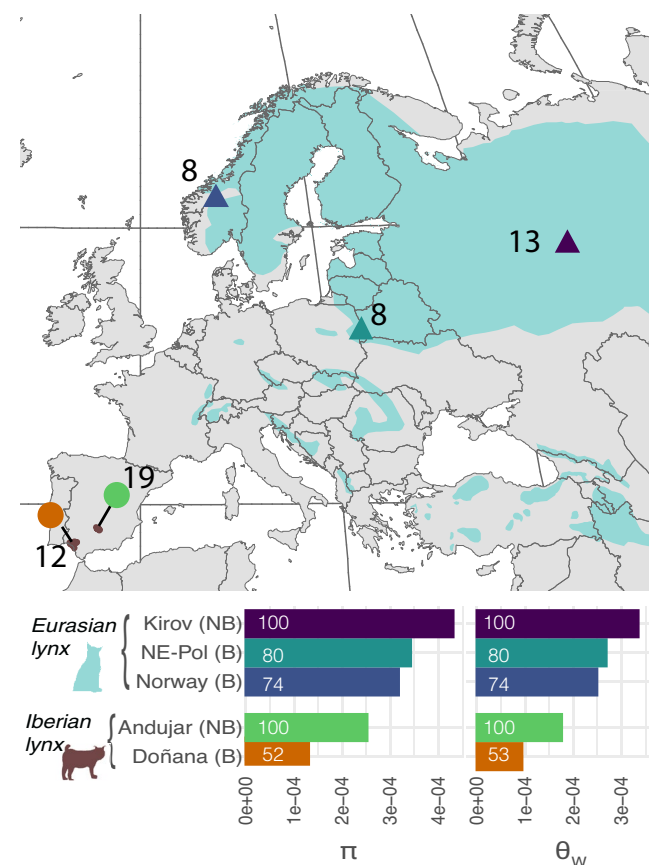 8
13
8
19
12
Eurasian lynx
Kirov (NB) 100 100
NE-Pol (B) 80 80
Norway (B) 74 74
Iberian lynx
Andujar (NB) 100 100
Doñana (B) 52 53
0e+00 1e-04 2e-04 3e-04 4e-04 0e+00 1e-04 2e-04 3e-04
π θw